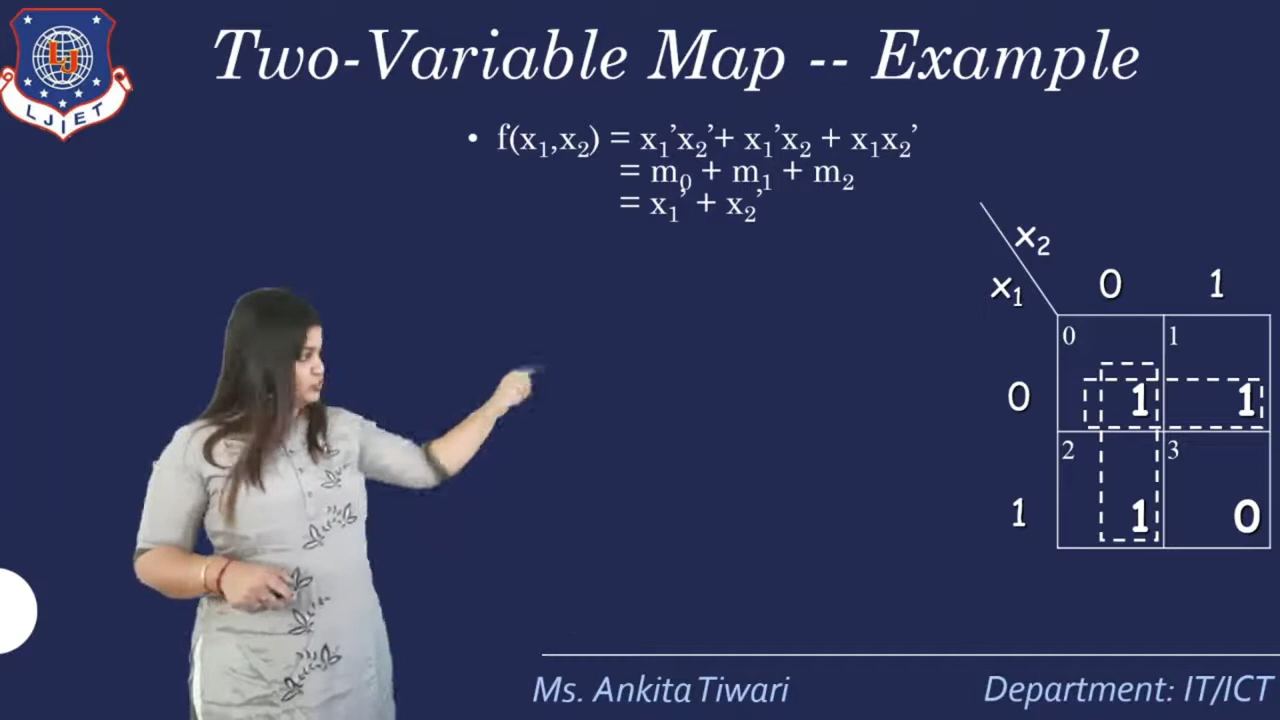 LJ
LJIET
Two-Variable Map -- Example
• f(x₁,x₂) = x₁’x₂’+ x₁’x₂ + x₁x₂’
= m₀ + m₁ + m₂
= x₁’ + x₂’
x₂
x₁ 0 1
0 1
0 1 1
2 3
1 1 0
Ms. Ankita Tiwari Department: IT/ICT